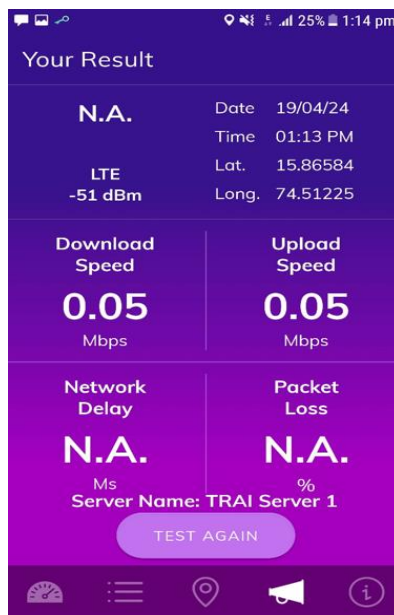 E 25% 1:14 pm
Your Result
N.A.
LTE
-51 dBm
Date 19/04/24
Time 01:13 PM
Lat. 15.86584
Long. 74.51225
Download
Speed
0.05
Mbps
Upload
Speed
0.05
Mbps
Network
Delay
N.A.
Ms
Packet
Loss
N.A.
%
Server Name: TRAI Server 1
TEST AGAIN